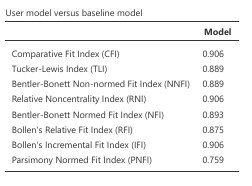 User model versus baseline model
Model
Comparative Fit Index (CFI) 0.906
Tucker-Lewis Index (TLI) 0.889
Bentler-Bonett Non-normed Fit Index (NNFI) 0.889
Relative Noncentrality Index (RNI) 0.906
Bentler-Bonett Normed Fit Index (NFI) 0.893
Bollen's Relative Fit Index (RFI) 0.875
Bollen's Incremental Fit Index (IFI) 0.906
Parsimony Normed Fit Index (PNFI) 0.759